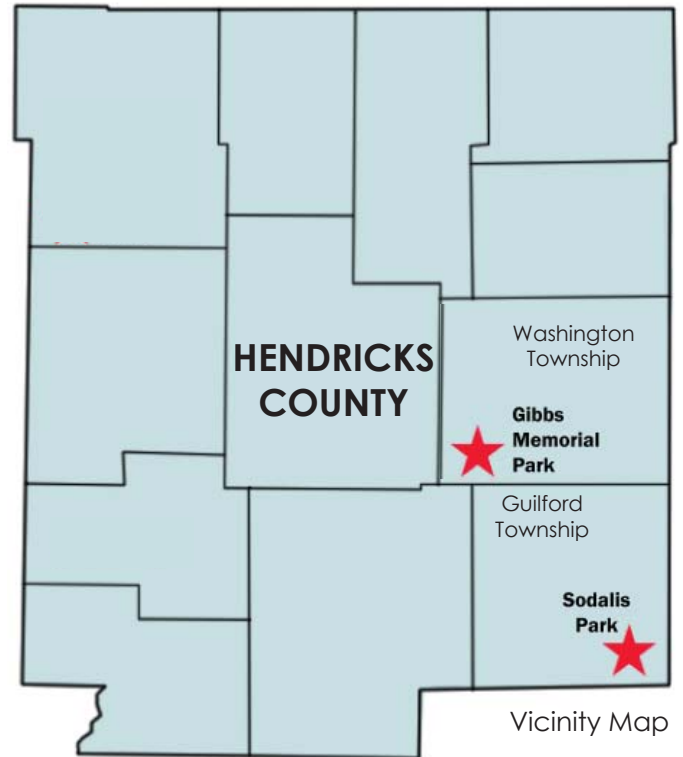 HENDRICKS
COUNTY
Washington
Township
Gibbs
Memorial
Park
Guilford
Township
Sodalis
Park
Vicinity Map